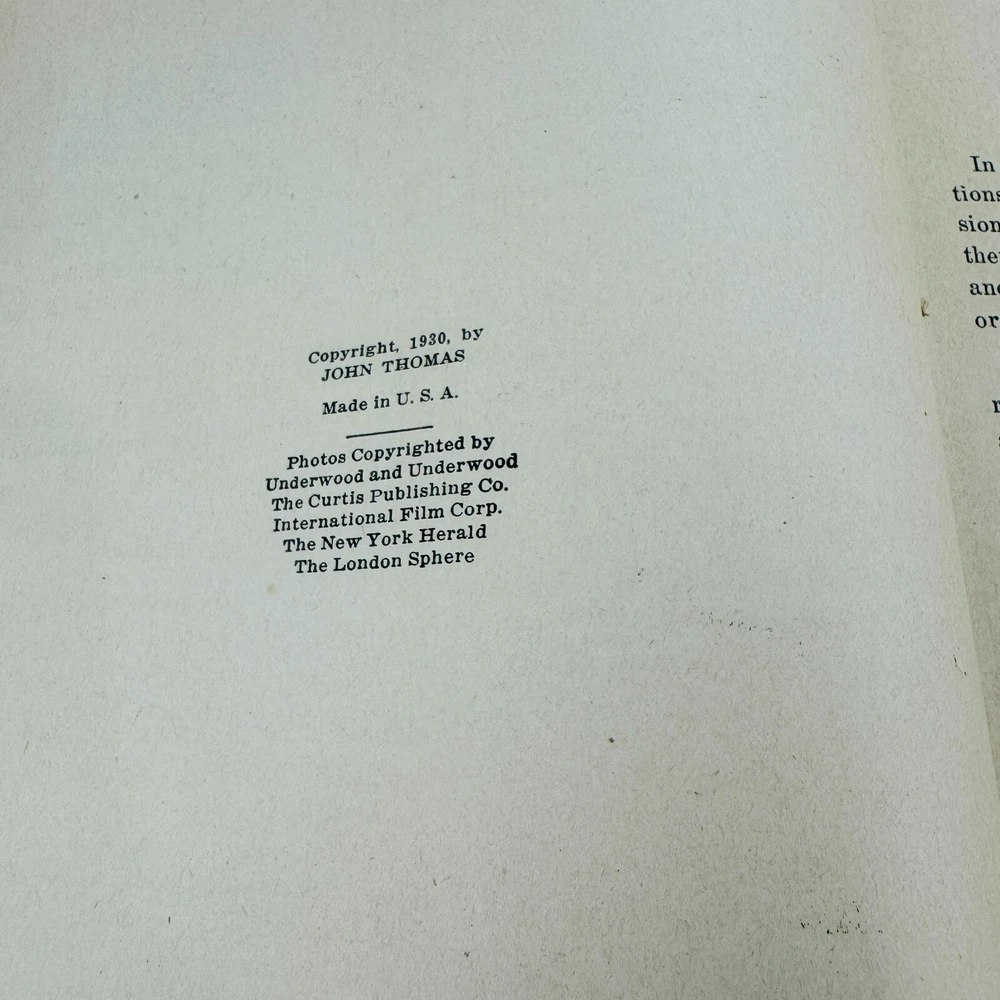 Copyright, 1930, by
JOHN THOMAS
Made in U. S. A.
Photos Copyrighted by
Underwood and Underwood
The Curtis Publishing Co.
International Film Corp.
The New York Herald
The London Sphere
In
tions
sion
the
and
or